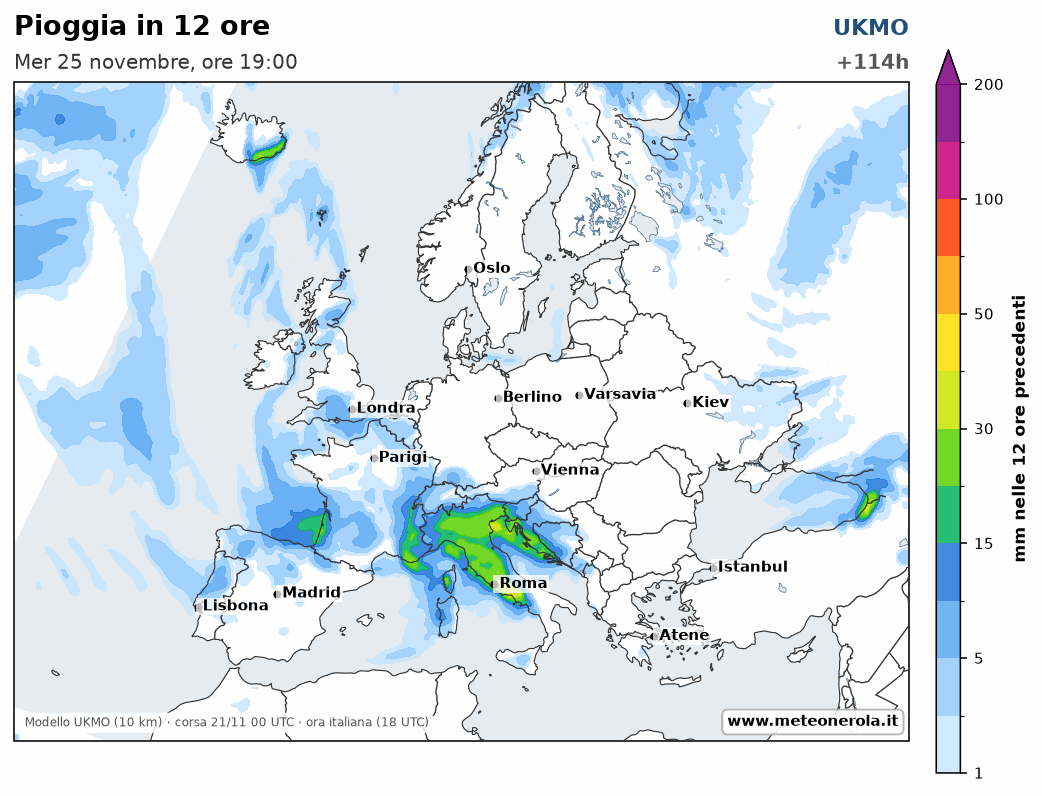 Pioggia in 12 ore
UKMO
Mer 25 novembre, ore 19:00
+114h
200
100
50
30
15
5
1
mm nelle 12 ore precedenti
Oslo
Berlino
Varsavia
Kiev
Londra
Parigi
Vienna
Istanbul
Roma
Madrid
Lisbona
Atene
Modello UKMO (10 km) · corsa 21/11 00 UTC · ora italiana (18 UTC)
www.meteonerola.it